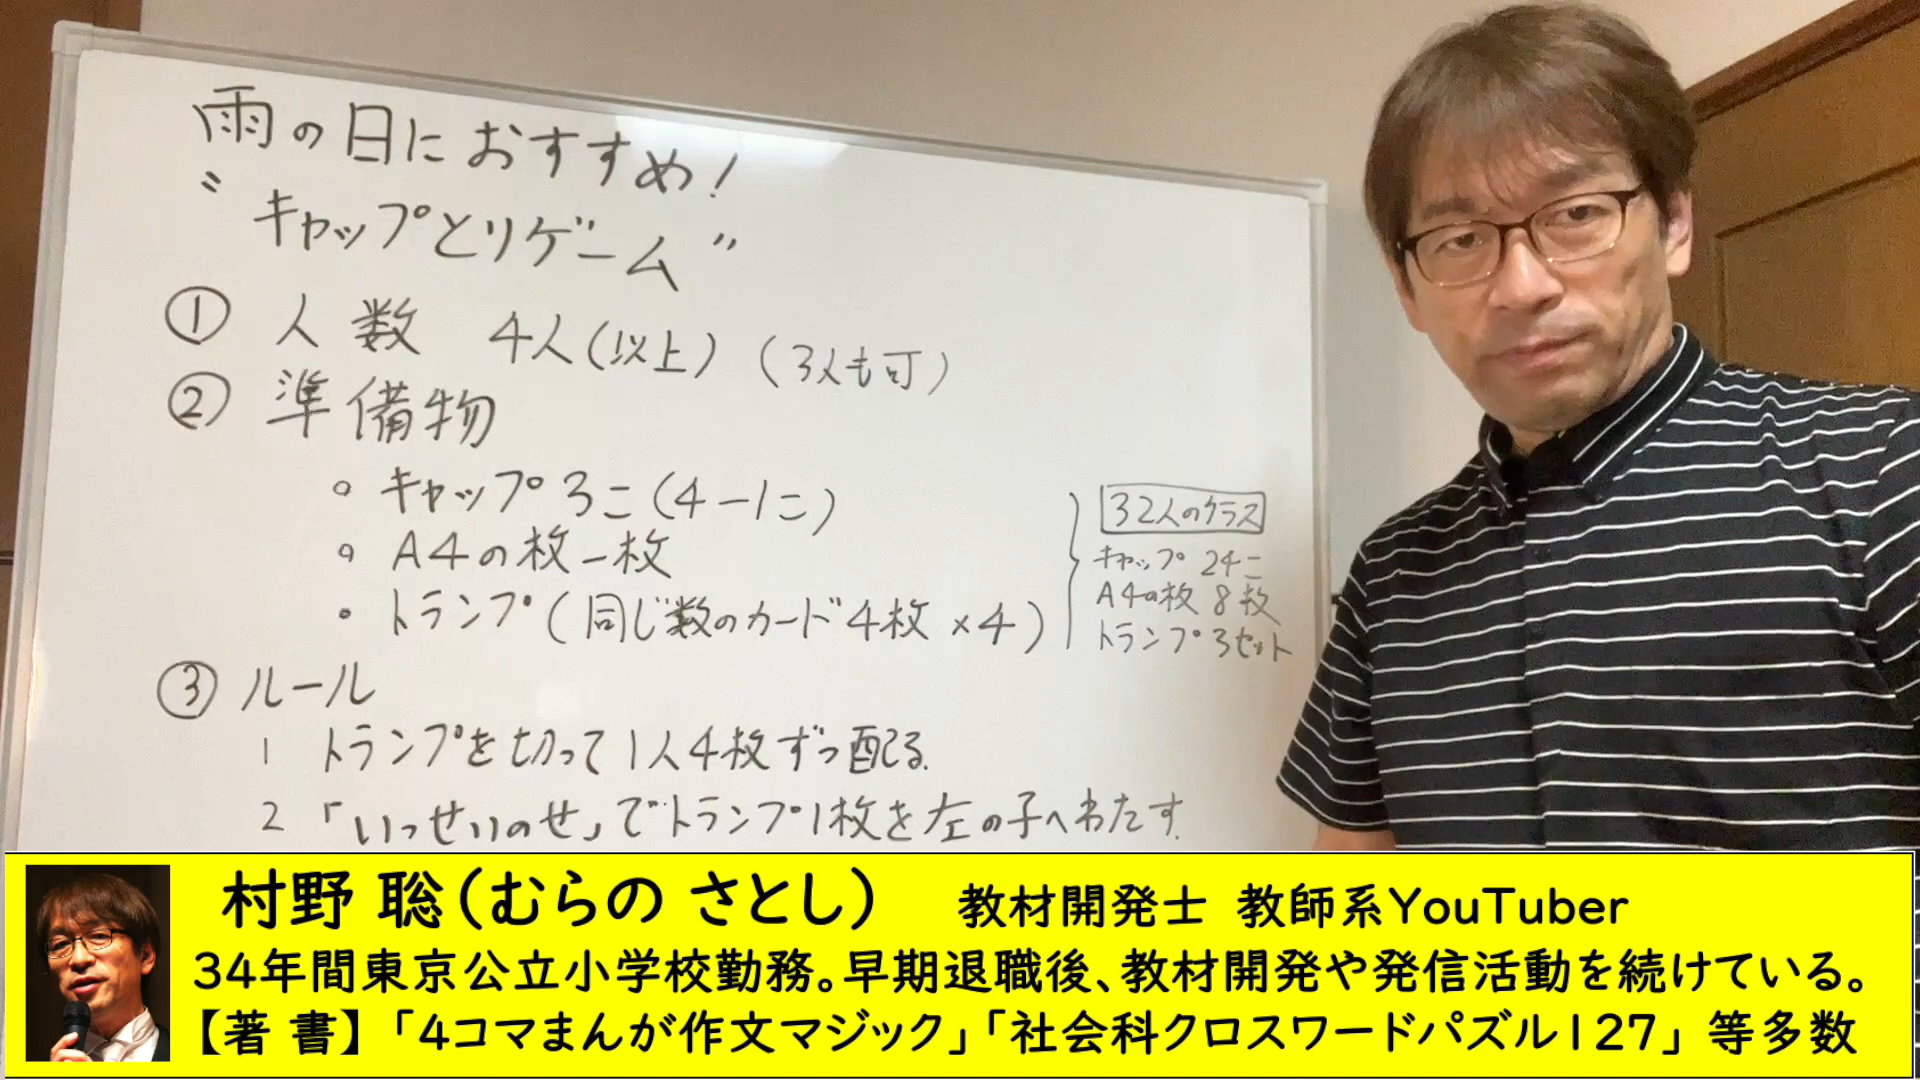 雨の日におすすめ！
〝キャップとりゲーム〟
① 人数 4人(以上) (3人も可)
② 準備物
。キャップ3こ(4-1こ)
。A4の枚一枚
・トランプ(同じ数のカード4枚×4)
32人のクラス
キャップ 24こ
A4の枚 8枚
トランプ3セット
③ ルール
1 トランプを切って1人4枚ずつ配る.
2 「いっせいのせ」でトランプ1枚を左の子へわたす.
村野 聡(むらの さとし) 教材開発士 教師系YouTuber
34年間東京公立小学校勤務。早期退職後、教材開発や発信活動を続けている。
【著 書】「4コマまんが作文マジック」「社会科クロスワードパズル127」等多数